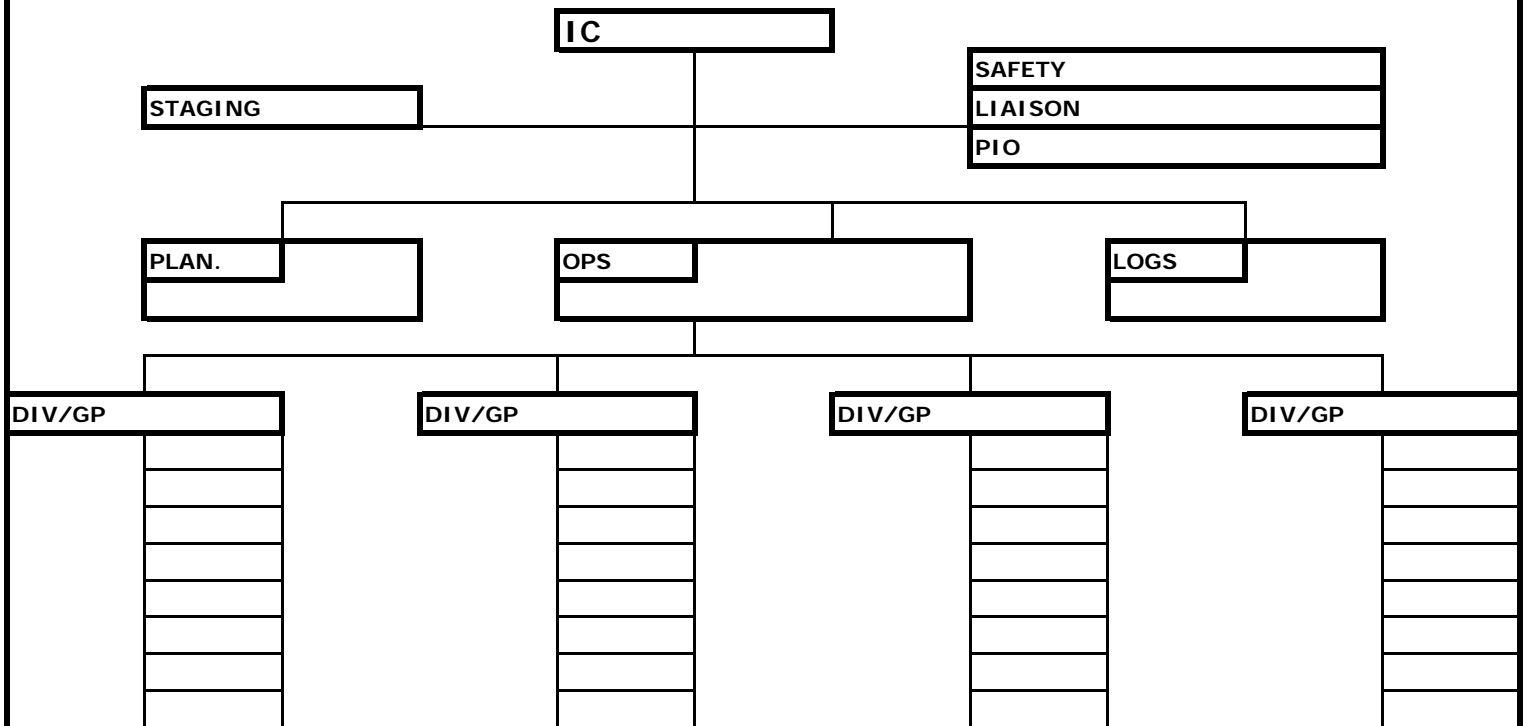 IC
SAFETY
STAGING
LIAISON
PIO
PLAN.
OPS
LOGS
DIV/GP
DIV/GP
DIV/GP
DIV/GP